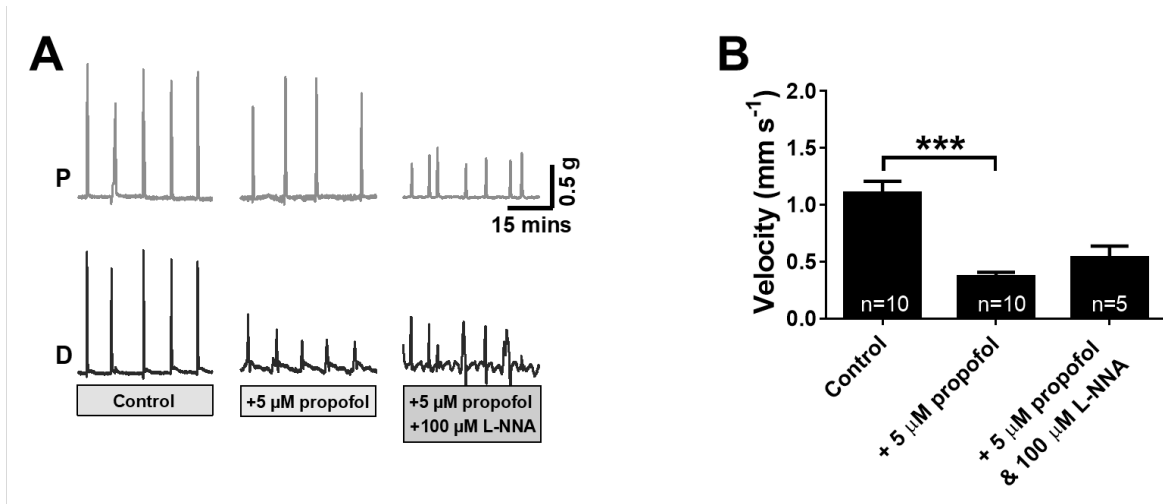 A
P
0.5 g
15 mins
D
Control
+5 µM propofol
+5 µM propofol
+100 µM L-NNA
B
Velocity (mm s-1)
2.0
1.5
1.0
0.5
0.0
***
n=10
n=10
n=5
Control
+ 5 µM propofol
+ 5 µM propofol
& 100 µM L-NNA